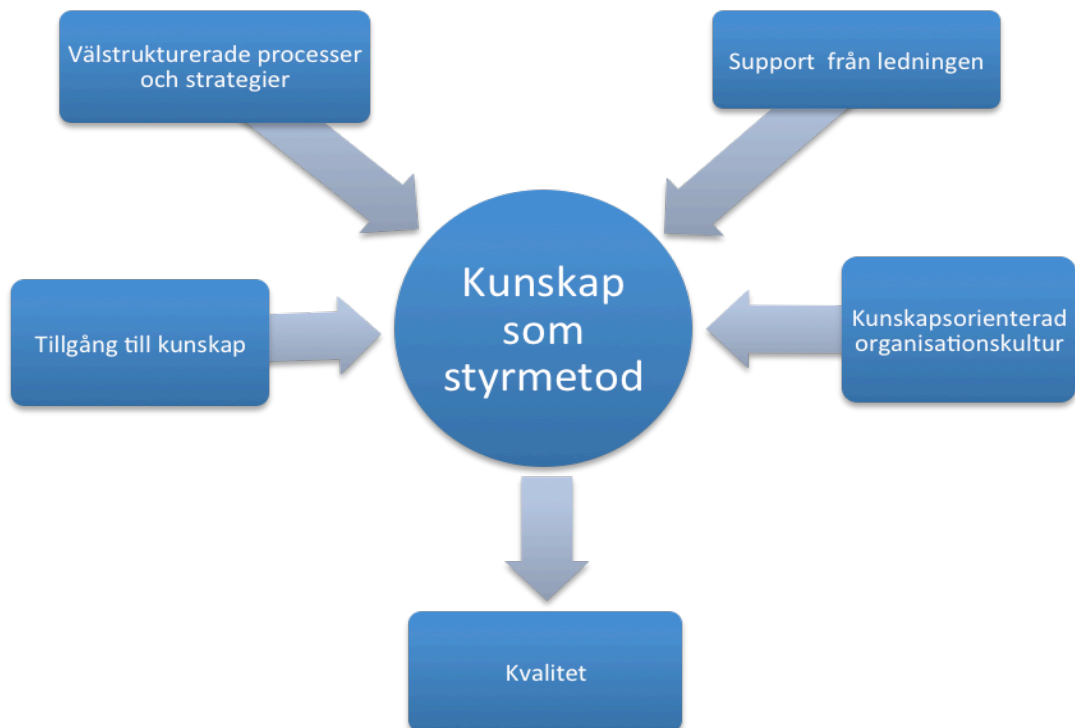 Välstrukturerade processer
och strategier
Support från ledningen
Kunskap
som
styrmetod
Tillgång till kunskap
Kunskapsorienterad
organisationskultur
Kvalitet